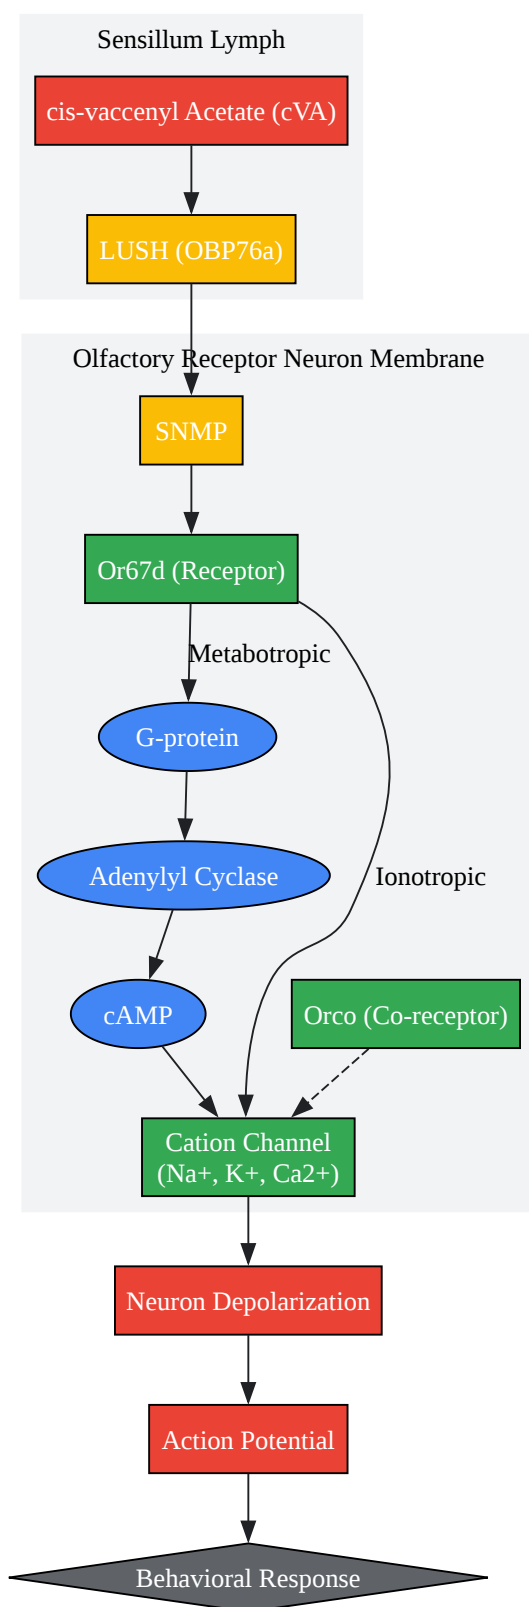 Sensillum Lymph
cis-vaccenyl Acetate (cVA)
LUSH (OBP76a)
Olfactory Receptor Neuron Membrane
SNMP
Or67d (Receptor)
Metabotropic
G-protein
Adenylyl Cyclase
Ionotropic
cAMP
Orco (Co-receptor)
Cation Channel
(Na+, K+, Ca2+)
Neuron Depolarization
Action Potential
Behavioral Response